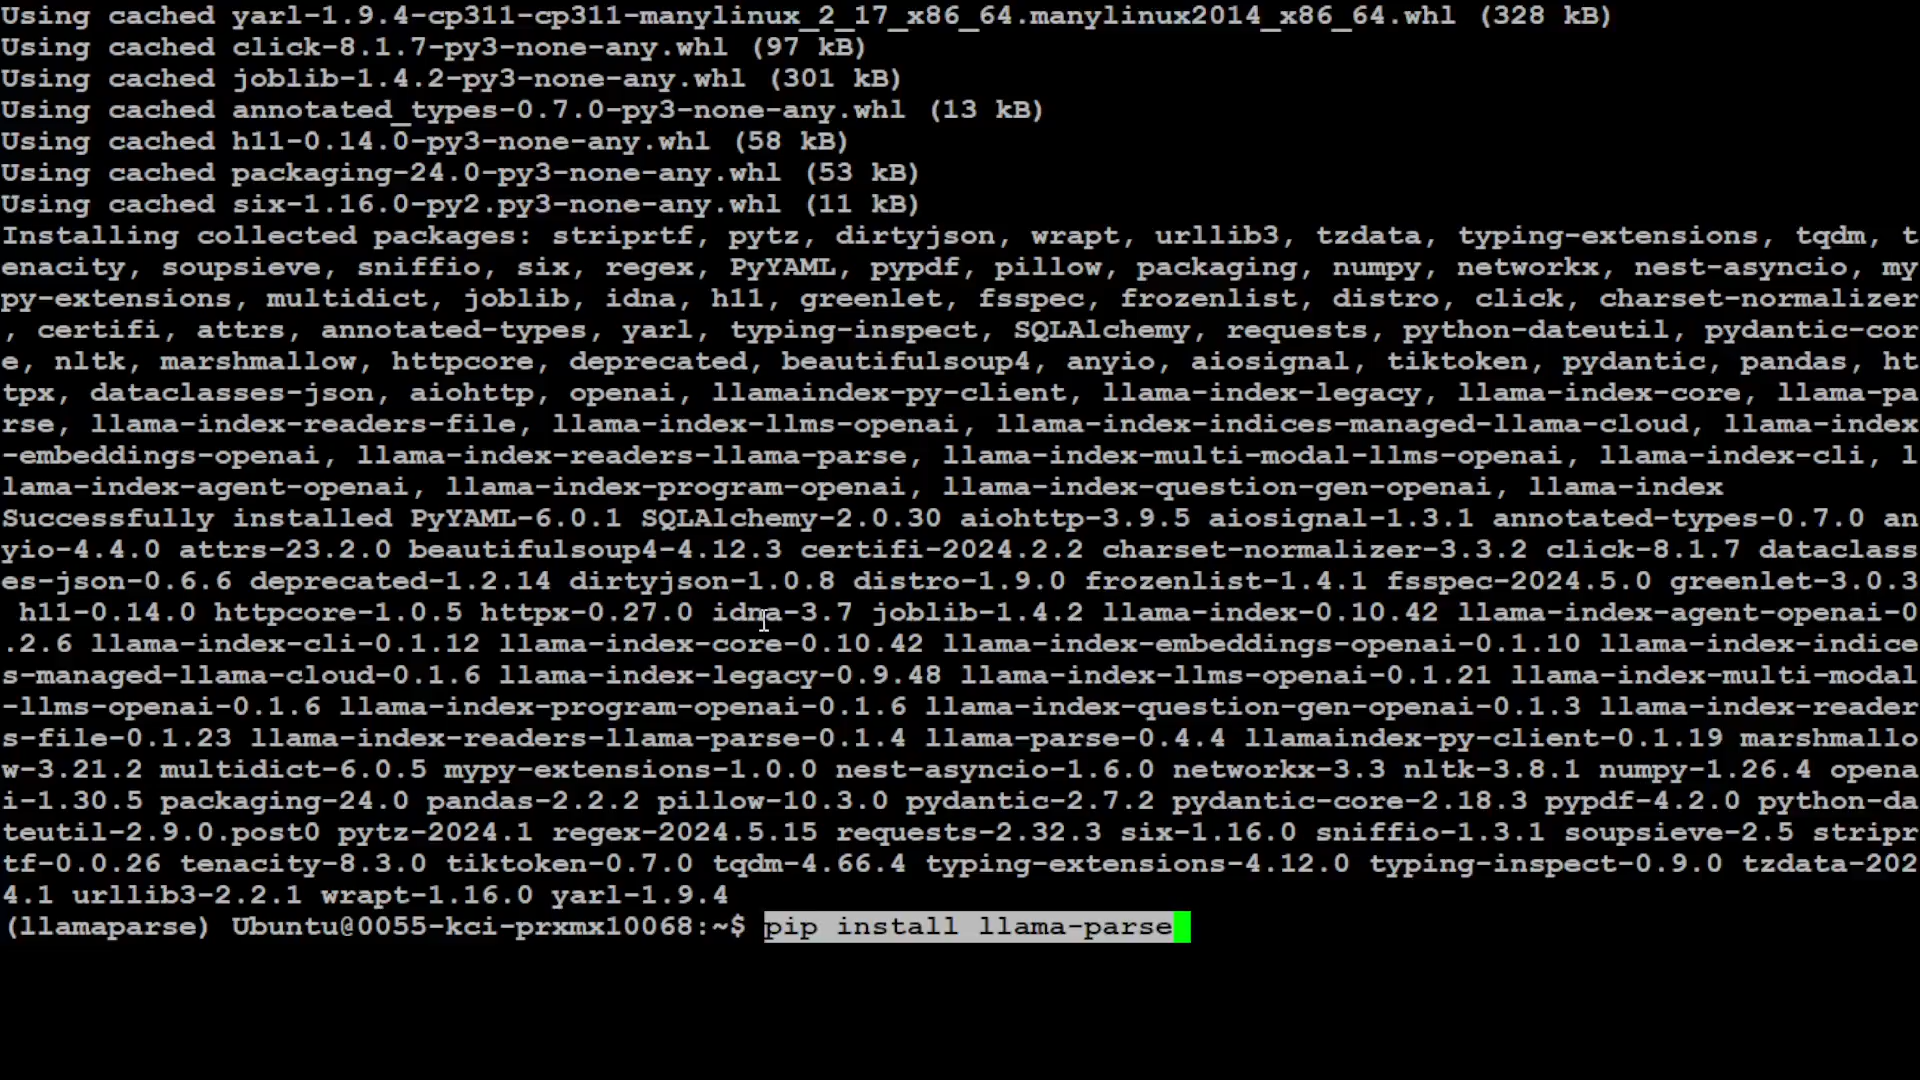 Using cached yarl-1.9.4-cp311-cp311-manylinux_2_17_x86_64.manylinux2014_x86_64.whl (328 kB)
Using cached click-8.1.7-py3-none-any.whl (97 kB)
Using cached joblib-1.4.2-py3-none-any.whl (301 kB)
Using cached annotated_types-0.7.0-py3-none-any.whl (13 kB)
Using cached h11-0.14.0-py3-none-any.whl (58 kB)
Using cached packaging-24.0-py3-none-any.whl (53 kB)
Using cached six-1.16.0-py2.py3-none-any.whl (11 kB)
Installing collected packages: striprtf, pytz, dirtyjson, wrapt, urllib3, tzdata, typing-extensions, tqdm, t
enacity, soupsieve, sniffio, six, regex, PyYAML, pypdf, pillow, packaging, numpy, networkx, nest-asyncio, my
py-extensions, multidict, joblib, idna, h11, greenlet, fsspec, frozenlist, distro, click, charset-normalizer
, certifi, attrs, annotated-types, yarl, typing-inspect, SQLAlchemy, requests, python-dateutil, pydantic-cor
e, nltk, marshmallow, httpcore, deprecated, beautifulsoup4, anyio, aiosignal, tiktoken, pydantic, pandas, ht
tpx, dataclasses-json, aiohttp, openai, llamaindex-py-client, llama-index-legacy, llama-index-core, llama-pa
rse, llama-index-readers-file, llama-index-llms-openai, llama-index-indices-managed-llama-cloud, llama-index
-embeddings-openai, llama-index-readers-llama-parse, llama-index-multi-modal-llms-openai, llama-index-cli, l
lama-index-agent-openai, llama-index-program-openai, llama-index-question-gen-openai, llama-index
Successfully installed PyYAML-6.0.1 SQLAlchemy-2.0.30 aiohttp-3.9.5 aiosignal-1.3.1 annotated-types-0.7.0 an
yio-4.4.0 attrs-23.2.0 beautifulsoup4-4.12.3 certifi-2024.2.2 charset-normalizer-3.3.2 click-8.1.7 dataclass
es-json-0.6.6 deprecated-1.2.14 dirtyjson-1.0.8 distro-1.9.0 frozenlist-1.4.1 fsspec-2024.5.0 greenlet-3.0.3
 h11-0.14.0 httpcore-1.0.5 httpx-0.27.0 idna-3.7 joblib-1.4.2 llama-index-0.10.42 llama-index-agent-openai-0
.2.6 llama-index-cli-0.1.12 llama-index-core-0.10.42 llama-index-embeddings-openai-0.1.10 llama-index-indice
s-managed-llama-cloud-0.1.6 llama-index-legacy-0.9.48 llama-index-llms-openai-0.1.21 llama-index-multi-modal
-llms-openai-0.1.6 llama-index-program-openai-0.1.6 llama-index-question-gen-openai-0.1.3 llama-index-reader
s-file-0.1.23 llama-index-readers-llama-parse-0.1.4 llama-parse-0.4.4 llamaindex-py-client-0.1.19 marshmallo
w-3.21.2 multidict-6.0.5 mypy-extensions-1.0.0 nest-asyncio-1.6.0 networkx-3.3 nltk-3.8.1 numpy-1.26.4 opena
i-1.30.5 packaging-24.0 pandas-2.2.2 pillow-10.3.0 pydantic-2.7.2 pydantic-core-2.18.3 pypdf-4.2.0 python-da
teutil-2.9.0.post0 pytz-2024.1 regex-2024.5.15 requests-2.32.3 six-1.16.0 sniffio-1.3.1 soupsieve-2.5 stripr
tf-0.0.26 tenacity-8.3.0 tiktoken-0.7.0 tqdm-4.66.4 typing-extensions-4.12.0 typing-inspect-0.9.0 tzdata-202
4.1 urllib3-2.2.1 wrapt-1.16.0 yarl-1.9.4
(llamaparse) Ubuntu@0055-kci-prxmx10068:~$ pip install llama-parse